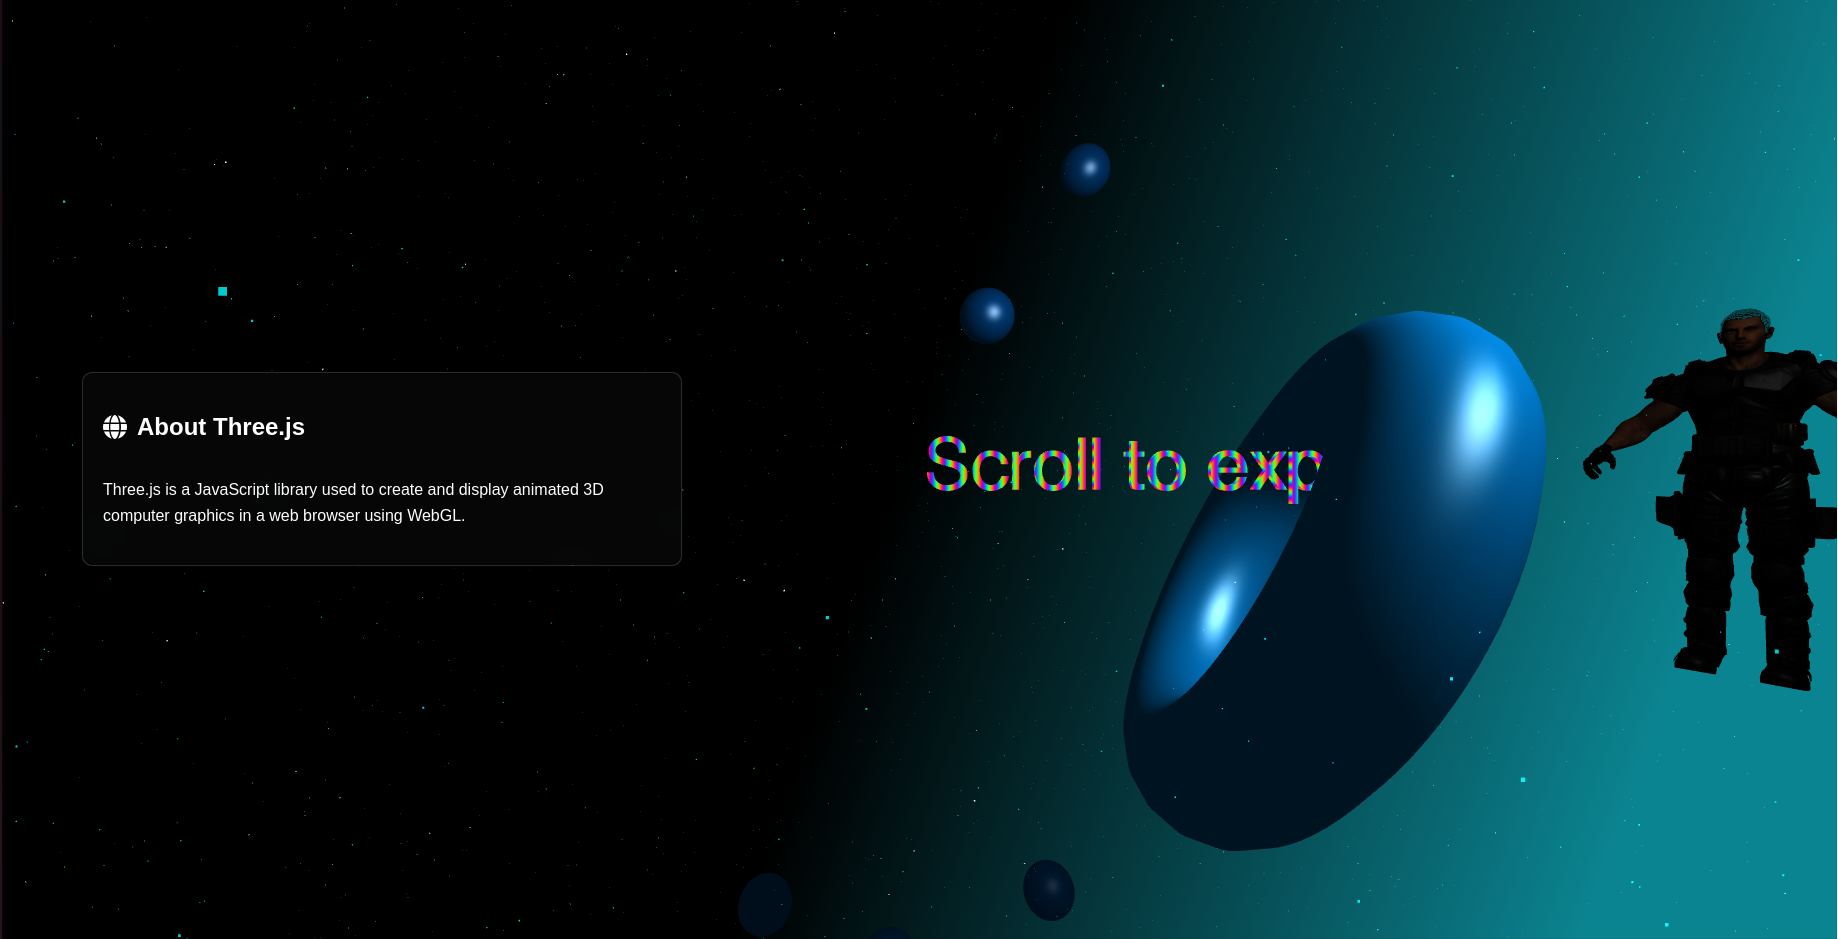 About Three.js
Three.js is a JavaScript library used to create and display animated 3D
computer graphics in a web browser using WebGL.
Scroll to exp